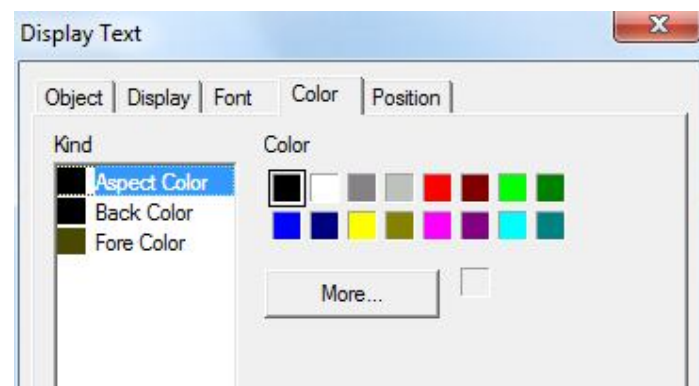 Display Text
Object Display Font Color Position
Kind Color
Aspect Color
Back Color
Fore Color
More...